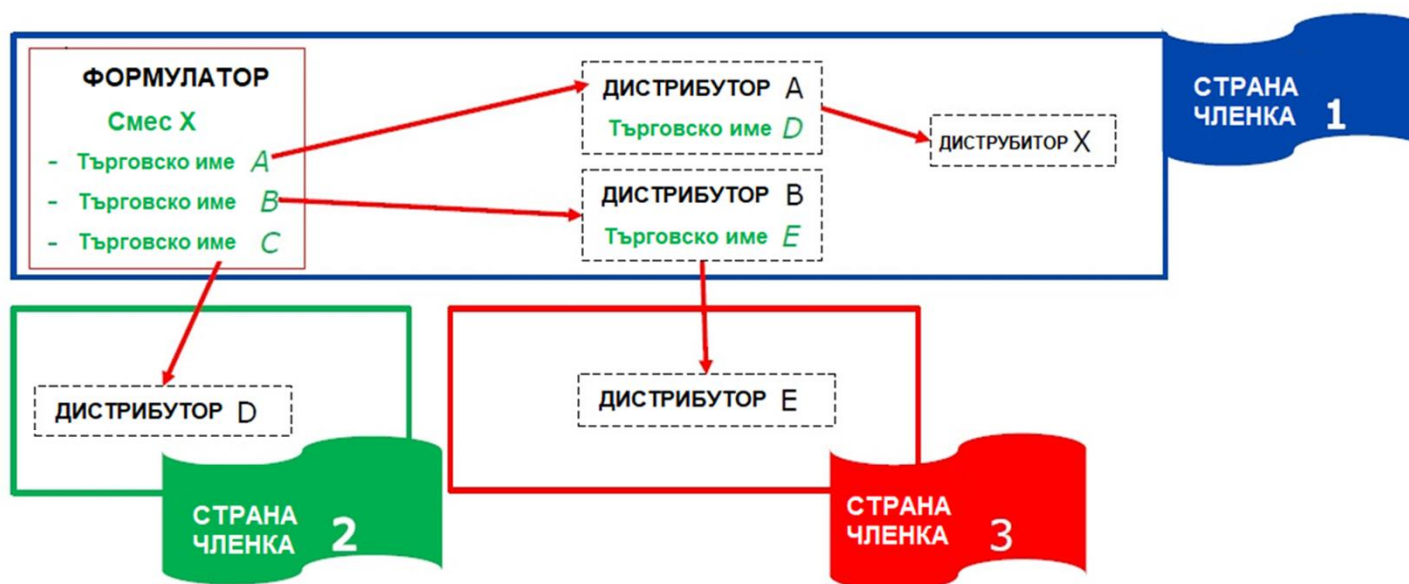 ФОРМУЛАТОР
Смес X
- Търговско име A
- Търговско име B
- Търговско име C
ДИСТРИБУТОР A
Търговско име D
ДИСТРИБУТОР B
Търговско име E
ДИСТРУБИТОР X
СТРАНА
ЧЛЕНКА 1
ДИСТРИБУТОР D
СТРАНА
ЧЛЕНКА 2
ДИСТРИБУТОР E
СТРАНА
ЧЛЕНКА 3